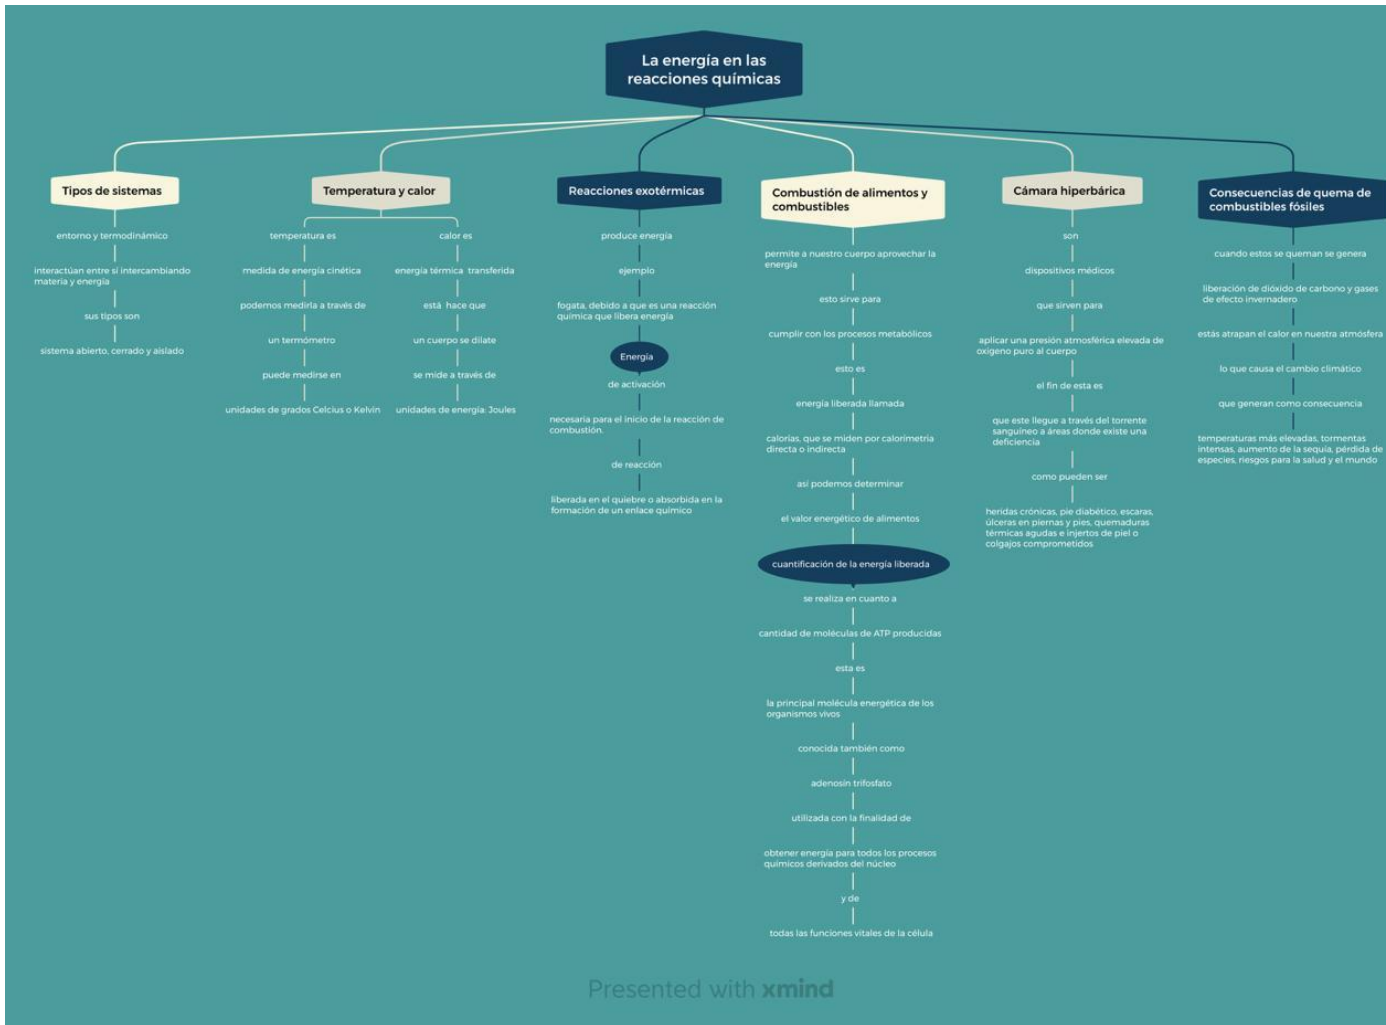 La energía en las
reacciones químicas
Tipos de sistemas
entorno y termodinámico
interactúan entre sí intercambiando
materia y energía
sus tipos son
sistema abierto, cerrado y aislado
Temperatura y calor
temperatura es
medida de energía cinética
podemos medirla a través de
un termómetro
puede medirse en
unidades de grados Celcius o Kelvin
calor es
energía térmica transferida
está hace que
un cuerpo se dilate
se mide a través de
unidades de energía: Joules
Reacciones exotérmicas
produce energía
ejemplo
fogata, debido a que es una reacción
química que libera energía
Energía
de activación
necesaria para el inicio de la reacción de
combustión.
de reacción
liberada en el quiebre o absorbida en la
formación de un enlace químico
Combustión de alimentos y
combustibles
permite a nuestro cuerpo aprovechar la
energía
esto sirve para
cumplir con los procesos metabólicos
esto es
energía liberada llamada
calorías, que se miden por calorimetría
directa o indirecta
así podemos determinar
el valor energético de alimentos
cuantificación de la energía liberada
se realiza en cuanto a
cantidad de moléculas de ATP producidas
esta es
la principal molécula energética de los
organismos vivos
conocida también como
adenosín trifosfato
utilizada con la finalidad de
obtener energía para todos los procesos
químicos derivados del núcleo
y de
todas las funciones vitales de la célula
Cámara hiperbárica
son
dispositivos médicos
que sirven para
aplicar una presión atmosférica elevada de
oxígeno puro al cuerpo
el fin de esta es
que este llegue a través del torrente
sanguíneo a áreas donde existe una
deficiencia
como pueden ser
heridas crónicas, pie diabético, escaras,
úlceras en piernas y pies, quemaduras
térmicas agudas e injertos de piel o
colgajos comprometidos
Consecuencias de quema de
combustibles fósiles
cuando estos se queman se genera
liberación de dióxido de carbono y gases
de efecto invernadero
estás atrapan el calor en nuestra atmósfera
lo que causa el cambio climático
que generan como consecuencia
temperaturas más elevadas, tormentas
intensas, aumento de la sequía, pérdida de
especies, riesgos para la salud y el mundo
Presented with xmind